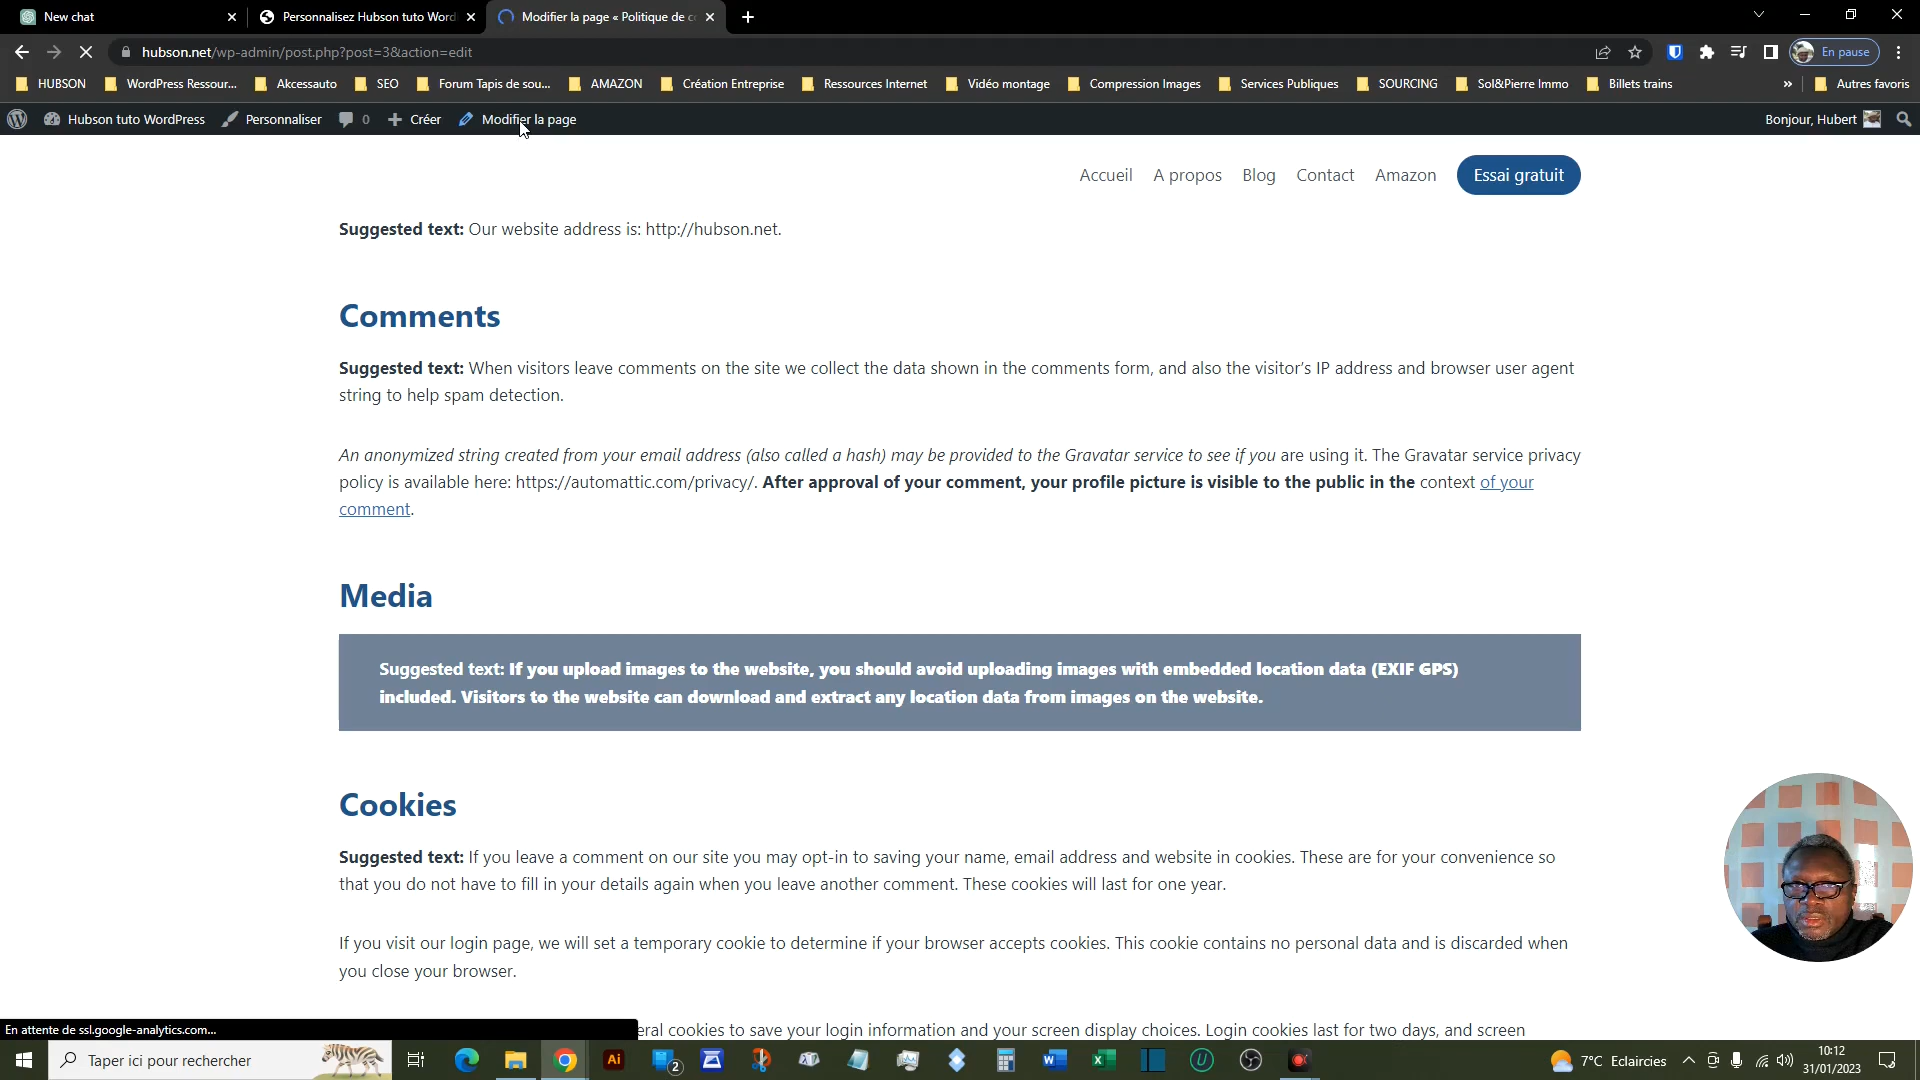 New chat
Personnalisez Hubson tuto Word
Modifier la page « Politique de co
hubson.net/wp-admin/post.php?post=3&action=edit
En pause
HUBSON
WordPress Ressour...
Akcessauto
SEO
Forum Tapis de sou...
AMAZON
Création Entreprise
Ressources Internet
Vidéo montage
Compression Images
Services Publiques
SOURCING
Sol&Pierre Immo
Billets trains
»
Autres favoris
Hubson tuto WordPress
Personnaliser
0
Créer
Modifier la page
Bonjour, Hubert
Accueil
A propos
Blog
Contact
Amazon
Essai gratuit
Suggested text: Our website address is: http://hubson.net.
Comments
Suggested text: When visitors leave comments on the site we collect the data shown in the comments form, and also the visitor’s IP address and browser user agent
string to help spam detection.
An anonymized string created from your email address (also called a hash) may be provided to the Gravatar service to see if you are using it. The Gravatar service privacy
policy is available here: https://automattic.com/privacy/. After approval of your comment, your profile picture is visible to the public in the context of your
comment.
Media
Suggested text: If you upload images to the website, you should avoid uploading images with embedded location data (EXIF GPS)
included. Visitors to the website can download and extract any location data from images on the website.
Cookies
Suggested text: If you leave a comment on our site you may opt-in to saving your name, email address and website in cookies. These are for your convenience so
that you do not have to fill in your details again when you leave another comment. These cookies will last for one year.
If you visit our login page, we will set a temporary cookie to determine if your browser accepts cookies. This cookie contains no personal data and is discarded when
you close your browser.
En attente de ssl.google-analytics.com...
eral cookies to save your login information and your screen display choices. Login cookies last for two days, and screen
Taper ici pour rechercher
Ai
2
7°C Eclaircies
10:12
31/01/2023